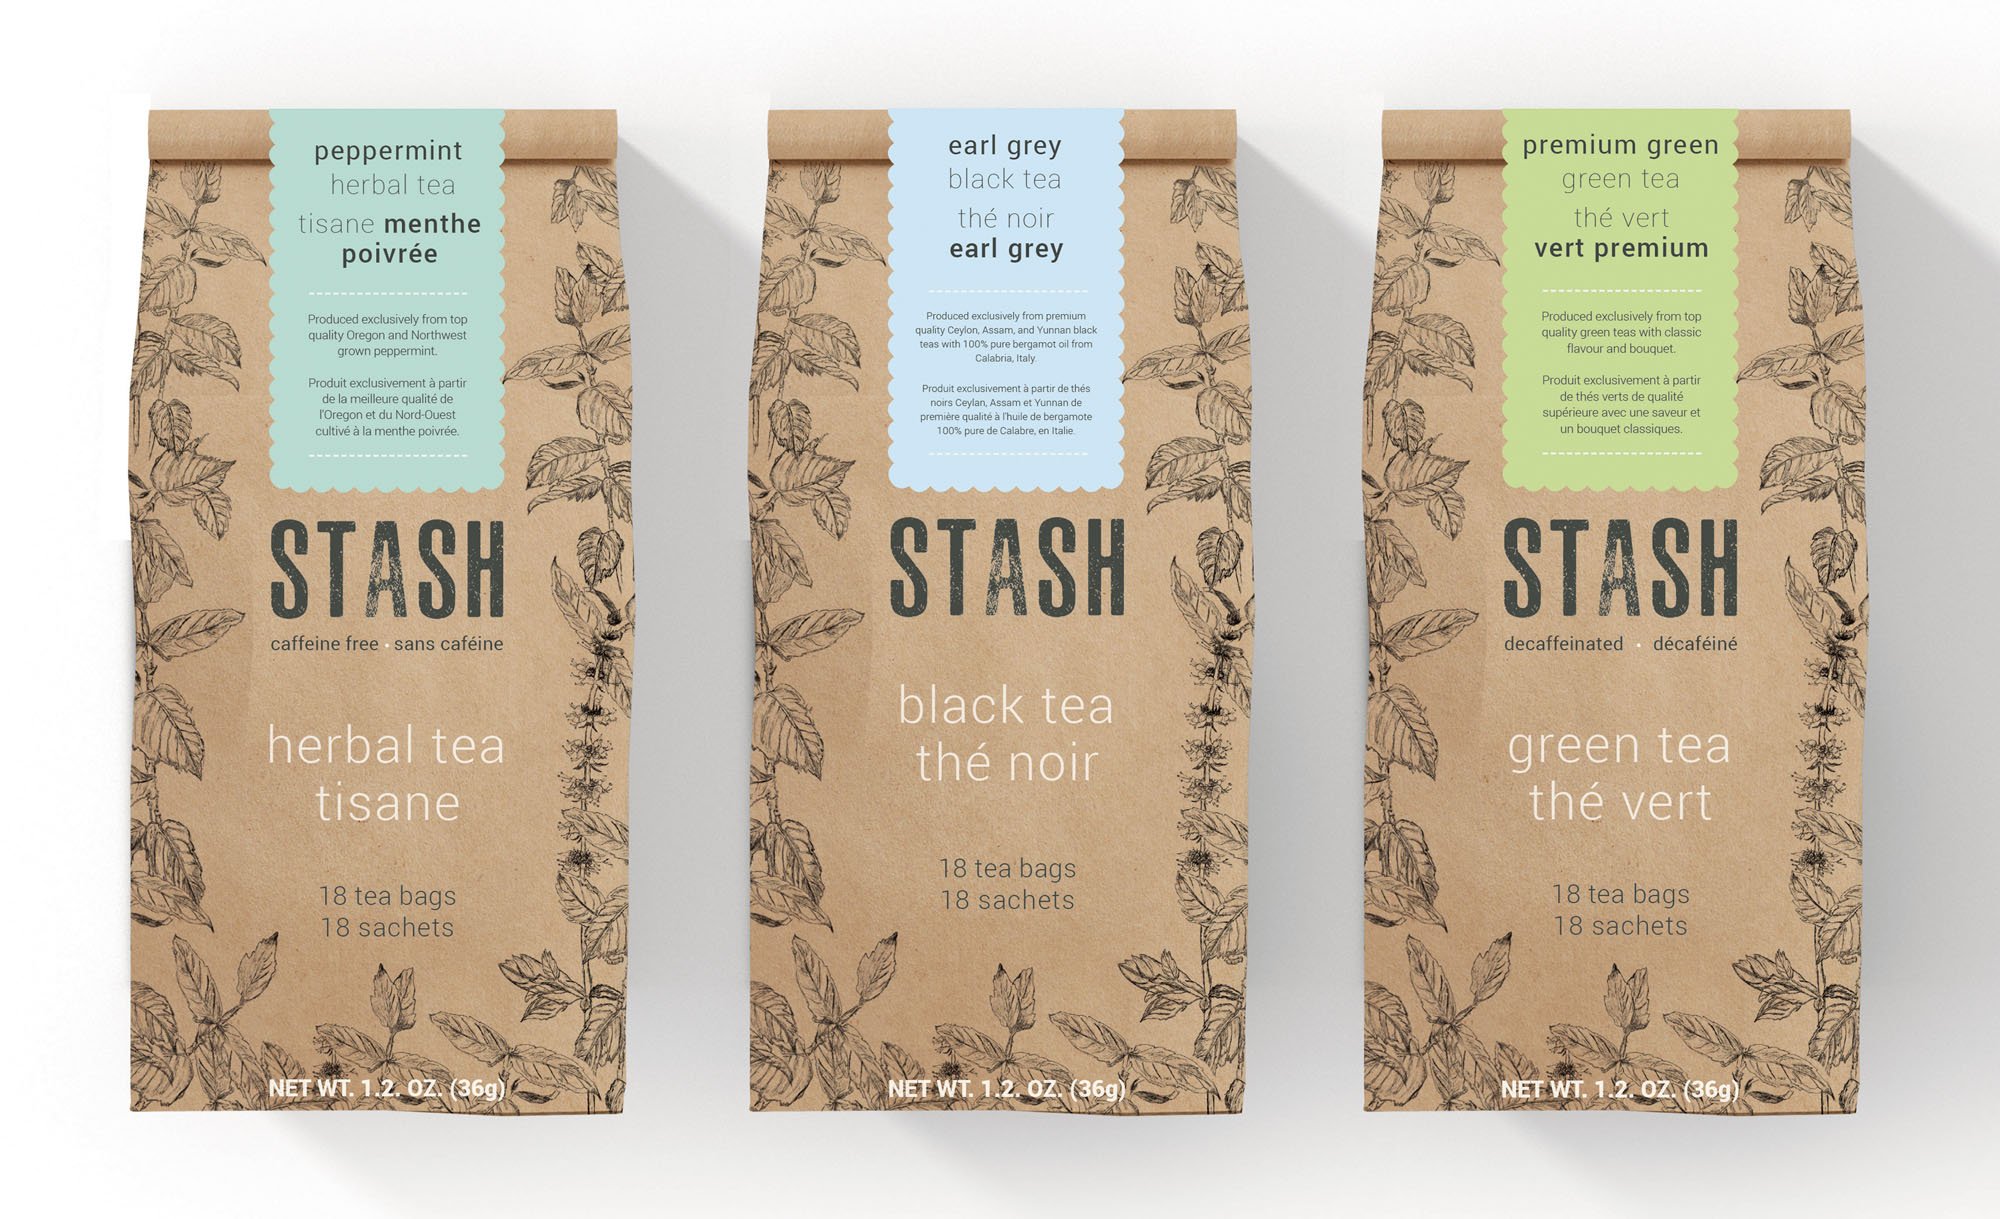 peppermint
herbal tea
tisane menthe
poivrée
Produced exclusively from top
quality Oregon and Northwest
grown peppermint.
Produit exclusivement à partir
de la meilleure qualité de
l'Oregon et du Nord-Ouest
cultivé à la menthe poivrée.
STASH
caffeine free · sans caféine
herbal tea
tisane
18 tea bags
18 sachets
NET WT. 1.2. OZ. (36g)
earl grey
black tea
thé noir
earl grey
Produced exclusively from premium
quality Ceylon, Assam, and Yunnan black
teas with 100% pure bergamot oil from
Calabria, Italy.
Produit exclusivement à partir de thés
noirs Ceylan, Assam et Yunnan de
première qualité à l'huile de bergamote
100% pure de Calabre, en Italie.
STASH
black tea
thé noir
18 tea bags
18 sachets
NET WT. 1.2. OZ. (36g)
premium green
green tea
thé vert
vert premium
Produced exclusively from top
quality green teas with classic
flavour and bouquet.
Produit exclusivement à partir
de thés verts de qualité
supérieure avec une saveur et
un bouquet classiques.
STASH
decaffeinated · décaféiné
green tea
thé vert
18 tea bags
18 sachets
NET WT. 1.2. OZ. (36g)